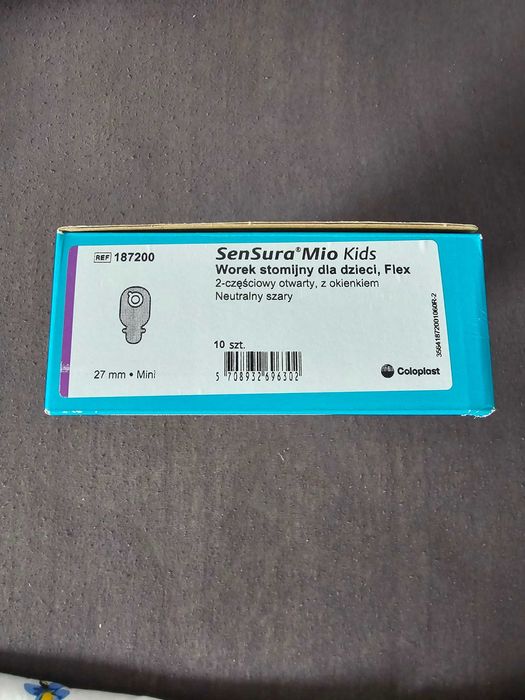 REF 187200
SenSura® Mio Kids
Worek stomijny dla dzieci, Flex
2-częściowy otwarty, z okienkiem
Neutralny szary
10 szt.
5 708932 696302
27 mm • Mini
Coloplast